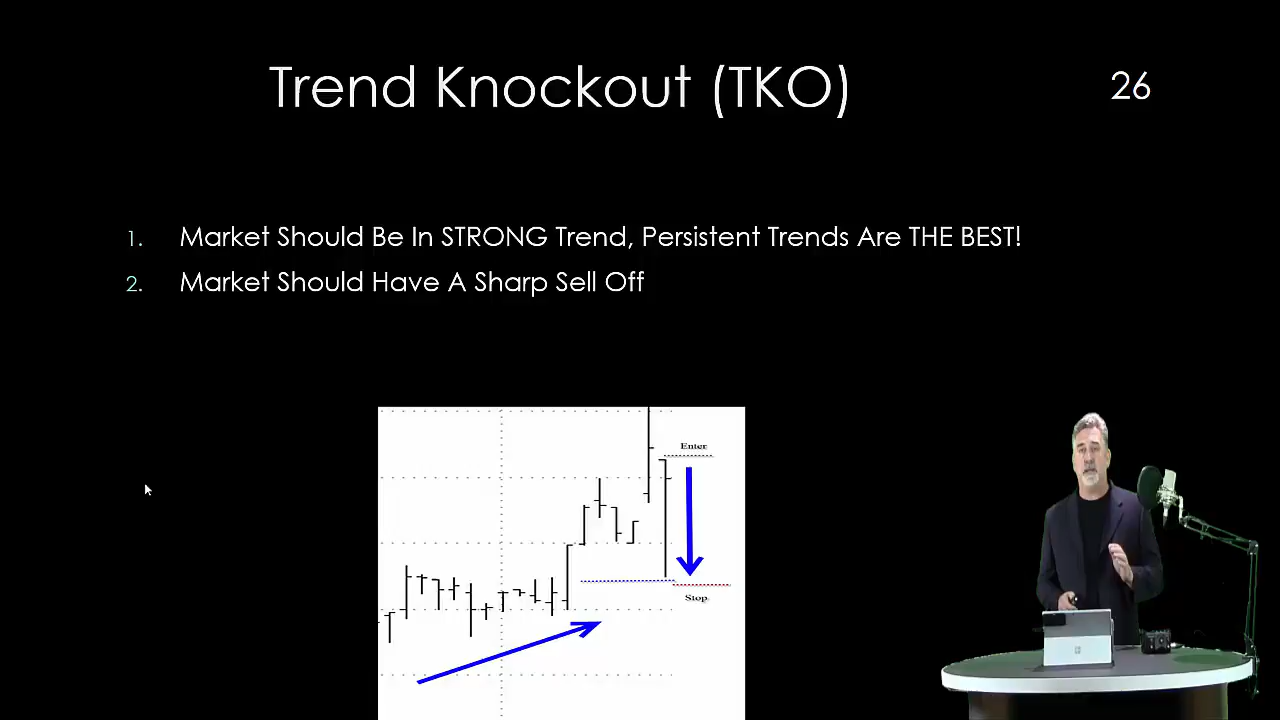 Trend Knockout (TKO)
26
1. Market Should Be In STRONG Trend, Persistent Trends Are THE BEST!
2. Market Should Have A Sharp Sell Off
Enter
Stop